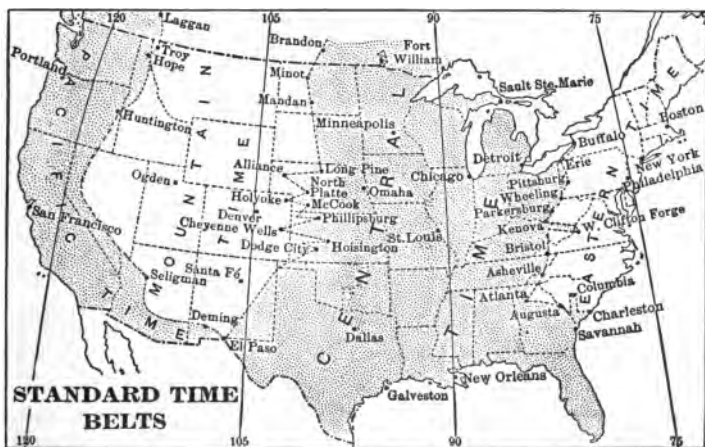 120
105
90
75
Laggan
Troy
Hope
Portland
Brandon
Fort
William
Minot
Mandan
Sault Ste-Marie
Huntington
Minneapolis
Boston
Buffalo
Detroit
Erie
New York
Chicago
Pittsburg
Philadelphia
Alliance
Long Pine
Ogden
North
Platte
Omaha
Wheeling
Holyoke
McCook
Parkersburg
Denver
Phillipsburg
Kenova
W. Clifton Forge
Cheyenne Wells
St. Louis
San Francisco
Dodge City
Hoisington
Bristol
Asheville
Seligman
Santa Fé
Atlanta
Columbia
Augusta
Charleston
Deming
El Paso
Dallas
Savannah
Galveston
New Orleans
PACIFIC TIME
MOUNTAIN TIME
CENTRAL TIME
EASTERN TIME
STANDARD TIME
BELTS
120
105
90
75